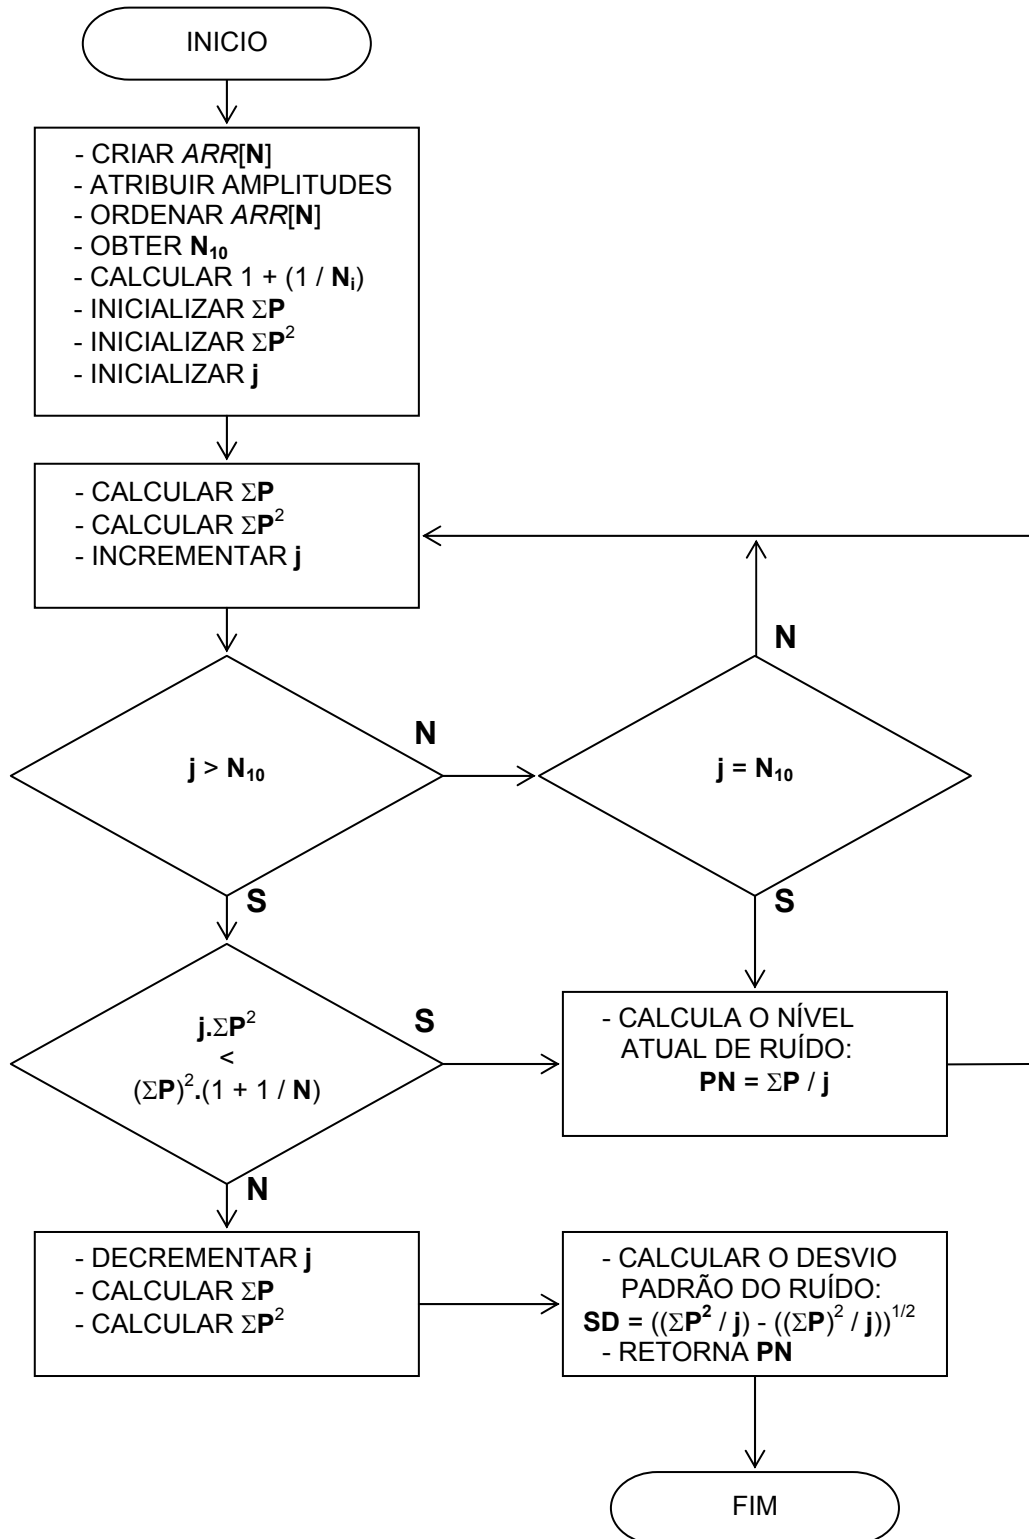 INICIO
- CRIAR ARR[N]
- ATRIBUIR AMPLITUDES
- ORDENAR ARR[N]
- OBTER N₁₀
- CALCULAR 1 + (1 / Nᵢ)
- INICIALIZAR ΣP
- INICIALIZAR ΣP²
- INICIALIZAR j
- CALCULAR ΣP
- CALCULAR ΣP²
- INCREMENTAR j
j > N₁₀
N
S
j = N₁₀
N
S
j.ΣP²
<
(ΣP)².(1 + 1 / N)
S
N
- CALCULA O NÍVEL
ATUAL DE RUÍDO:
PN = ΣP / j
- DECREMENTAR j
- CALCULAR ΣP
- CALCULAR ΣP²
- CALCULAR O DESVIO
PADRÃO DO RUÍDO:
SD = ((ΣP² / j) - ((ΣP)² / j))¹/²
- RETORNA PN
FIM